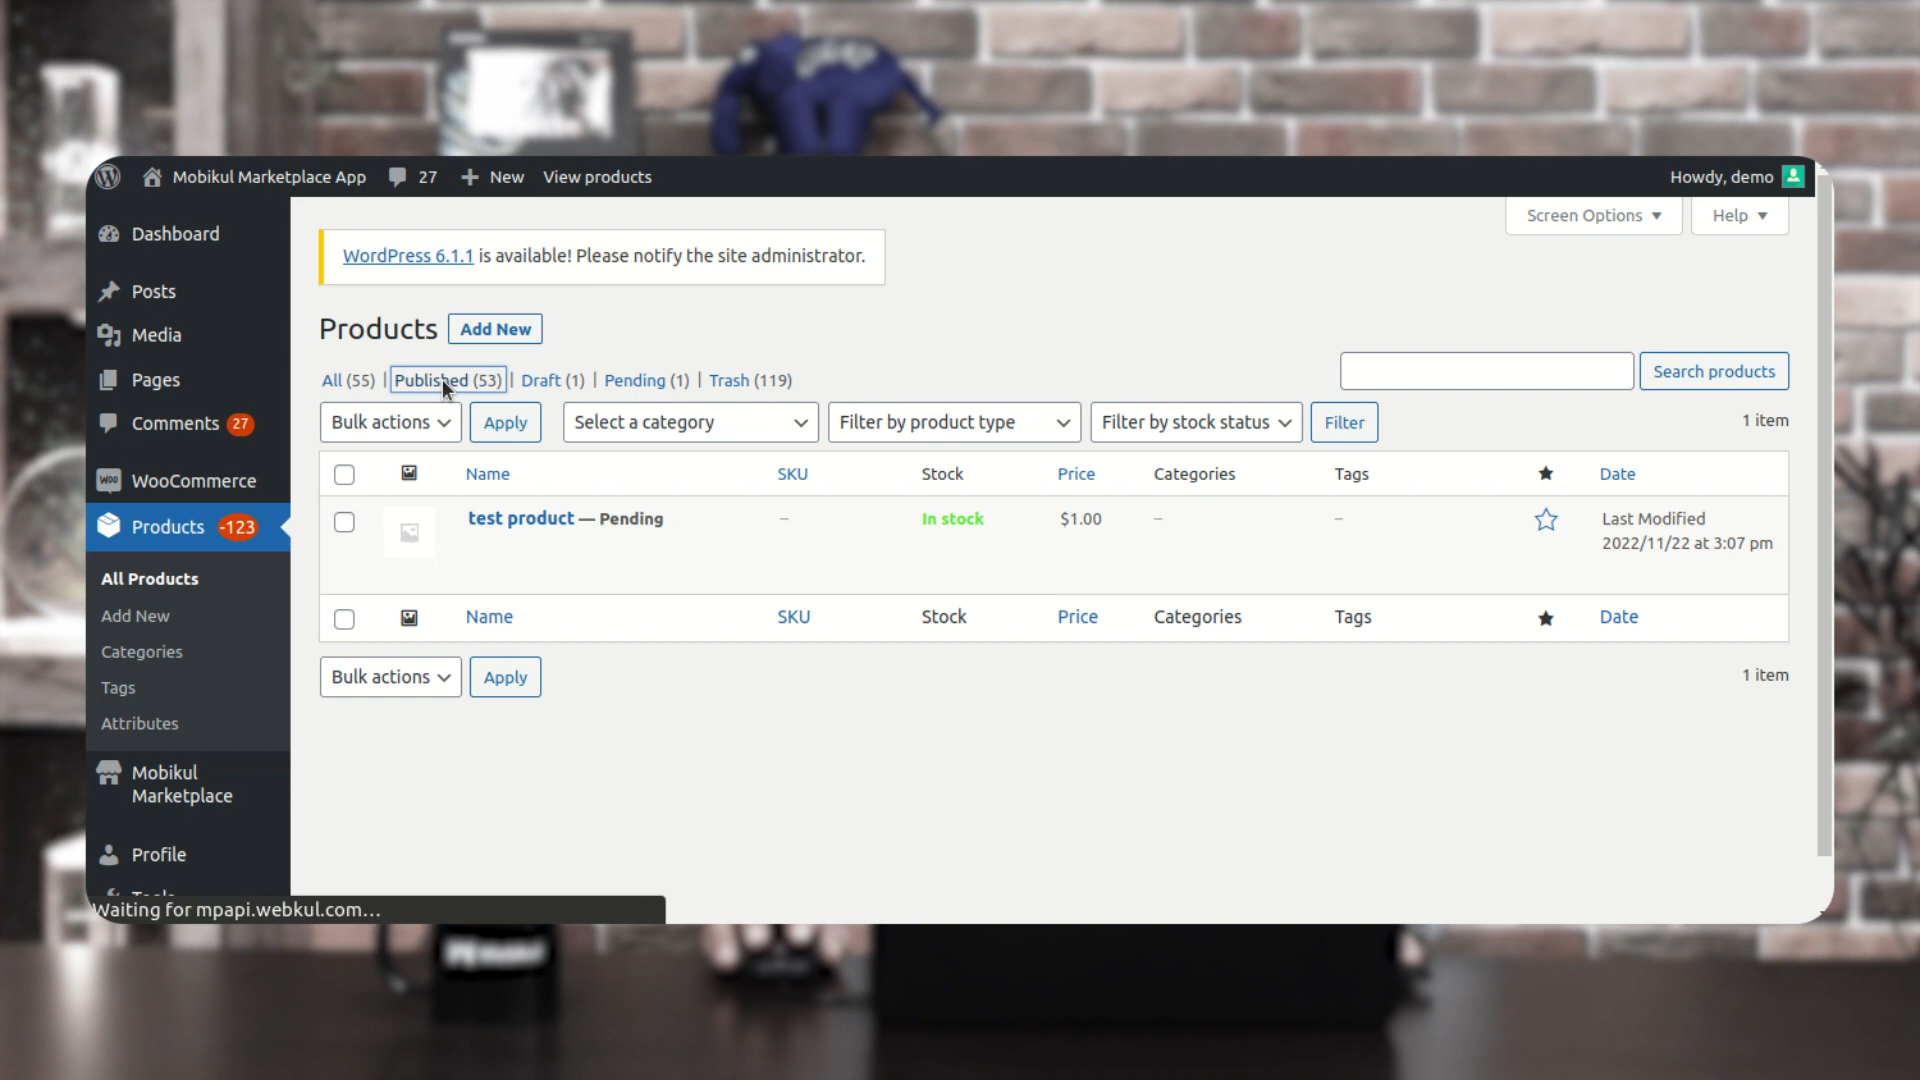 Mobikul Marketplace App 27 New View products Howdy, demo
Screen Options Help
Dashboard
Posts
Media
Pages
Comments 27
WOO WooCommerce
Products -123
All Products
Add New
Categories
Tags
Attributes
Mobikul
Marketplace
Profile
WordPress 6.1.1 is available! Please notify the site administrator.
Products Add New
All (55) | Published (53) | Draft (1) | Pending (1) | Trash (119)
Search products
Bulk actions Apply Select a category Filter by product type Filter by stock status Filter 1 item
Name SKU Stock Price Categories Tags Date
test product — Pending – In stock $1.00 – – Last Modified
2022/11/22 at 3:07 pm
Name SKU Stock Price Categories Tags Date
Bulk actions Apply 1 item
Waiting for mpapi.webkul.com...